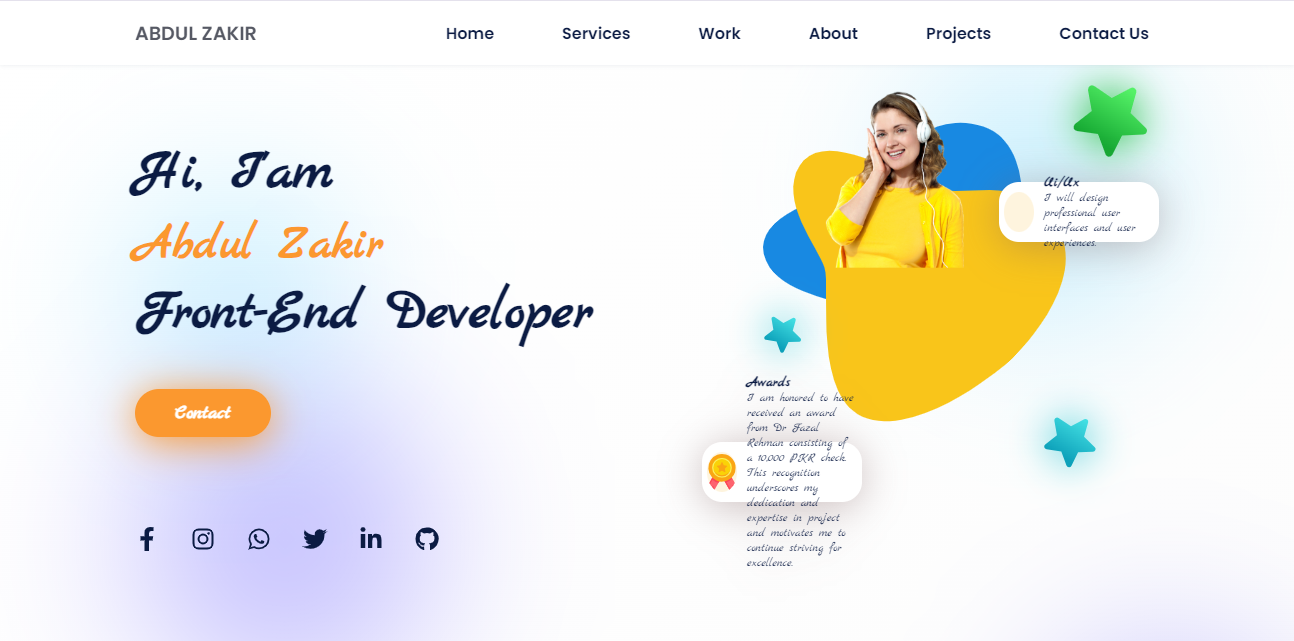 ABDUL ZAKIR
Home Services Work About Projects Contact Us
Hi, I'am
Abdul Zakir
Front-End Developer
Contact
Ui/Ux
I will design
professional user
interfaces and user
experiences.
Awards
I am honored to have
received an award
from Dr Fazal
Rehman consisting of
a 10,000 PKR check.
This recognition
underscores my
dedication and
expertise in project
and motivates me to
continue striving for
excellence.